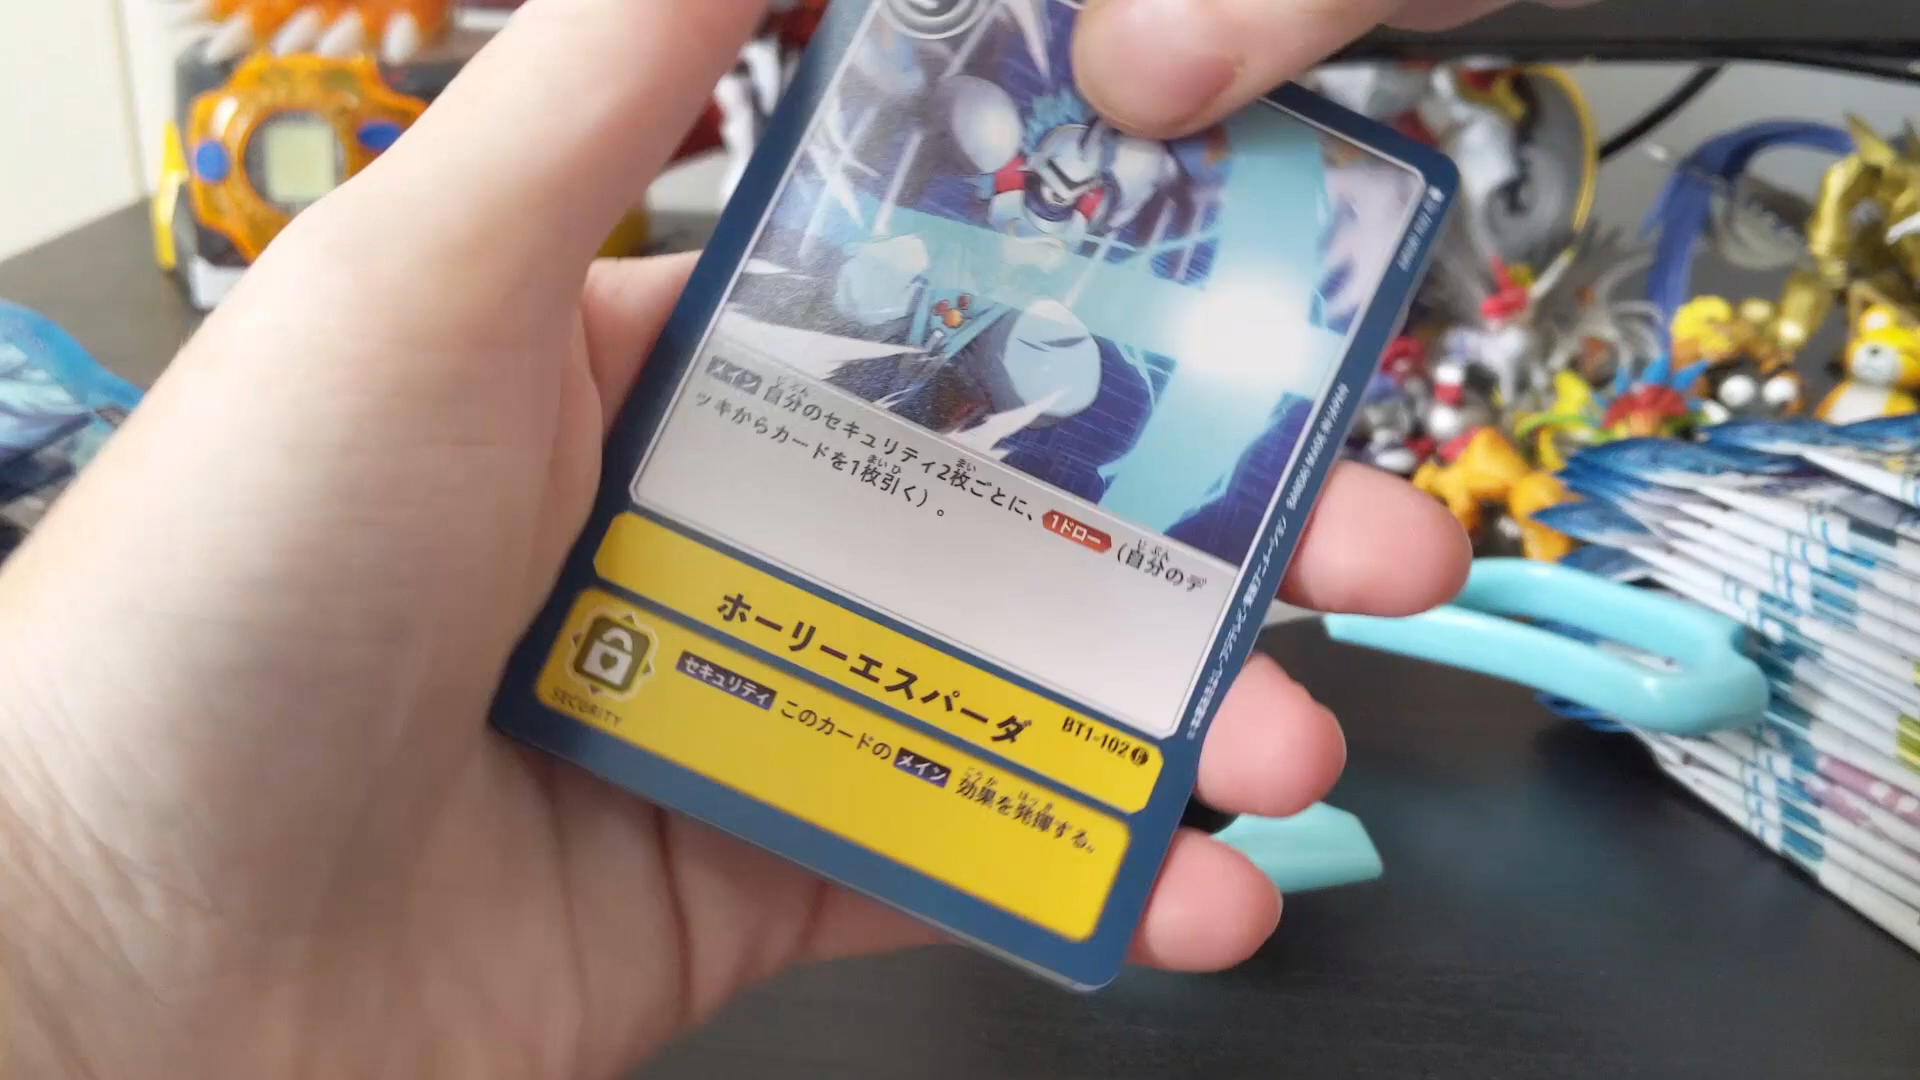 メイン 自分のセキュリティ2枚ごとに、1ドロー (自分のデ
ッキからカードを1枚引く)。
ホーリーエスパーダ BT1-102
SECURITY セキュリティ このカードの メイン 効果を発揮する。